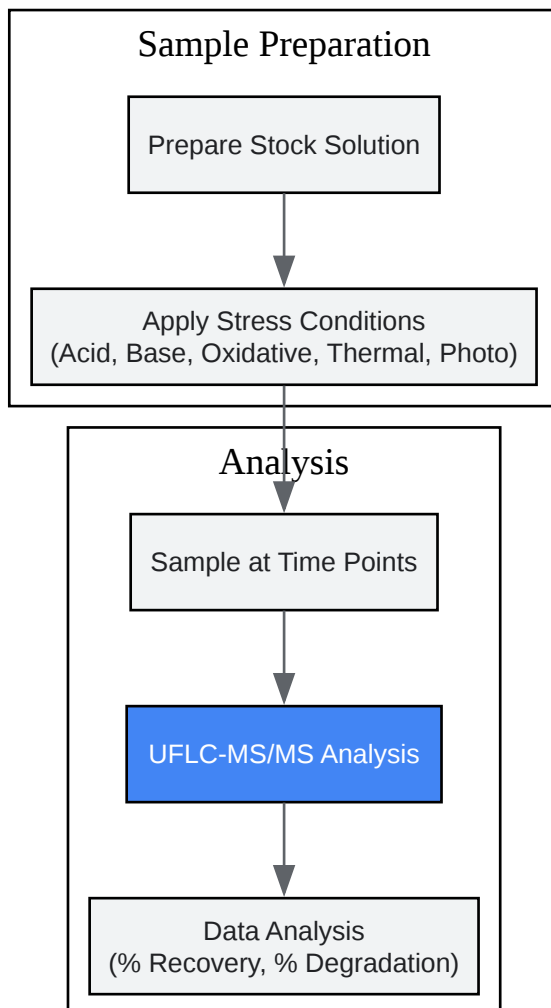 Sample Preparation
Prepare Stock Solution
Apply Stress Conditions
(Acid, Base, Oxidative, Thermal, Photo)
Analysis
Sample at Time Points
UFLC-MS/MS Analysis
Data Analysis
(% Recovery, % Degradation)